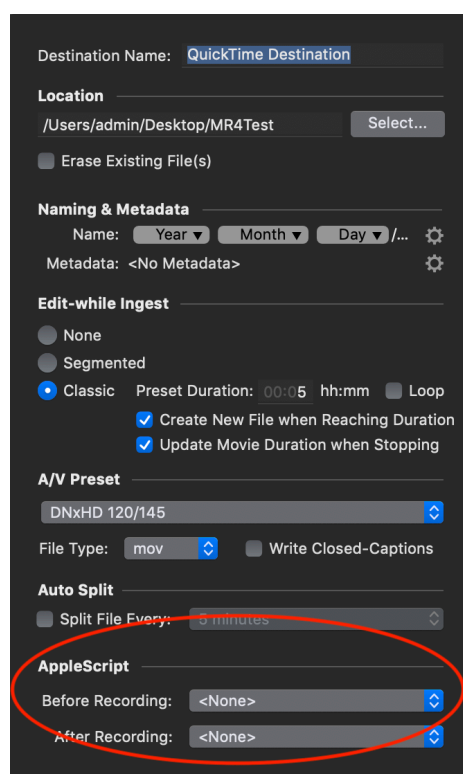 Destination Name: QuickTime Destination
Location
/Users/admin/Desktop/MR4Test Select...
Erase Existing File(s)
Naming & Metadata
Name: Year ▼ Month ▼ Day ▼ /...
Metadata: <No Metadata>
Edit-while Ingest
None
Segmented
Classic Preset Duration: 00:05 hh:mm Loop
Create New File when Reaching Duration
Update Movie Duration when Stopping
A/V Preset
DNxHD 120/145
File Type: mov Write Closed-Captions
Auto Split
Split File Every: 5 minutes
AppleScript
Before Recording: <None>
After Recording: <None>